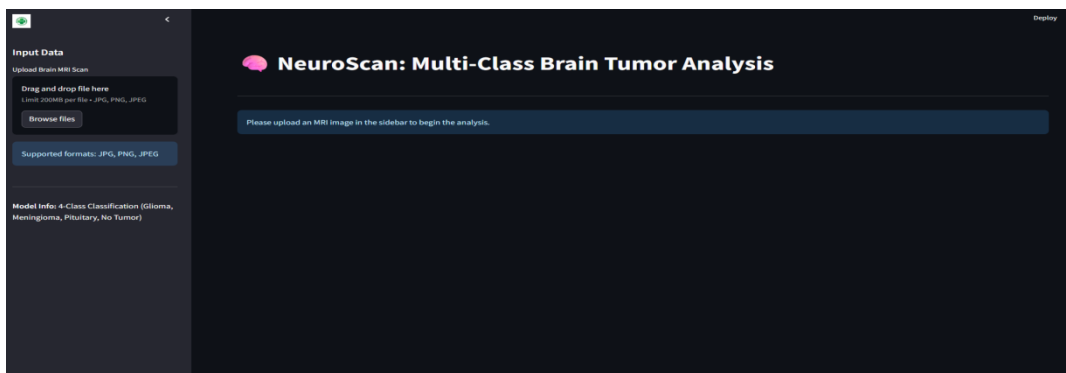 Deploy
Input Data
Upload Brain MRI Scan
Drag and drop file here
Limit 200MB per file • JPG, PNG, JPEG
Browse files
Supported formats: JPG, PNG, JPEG
Model Info: 4-Class Classification (Glioma,
Meningioma, Pituitary, No Tumor)
NeuroScan: Multi-Class Brain Tumor Analysis
Please upload an MRI image in the sidebar to begin the analysis.